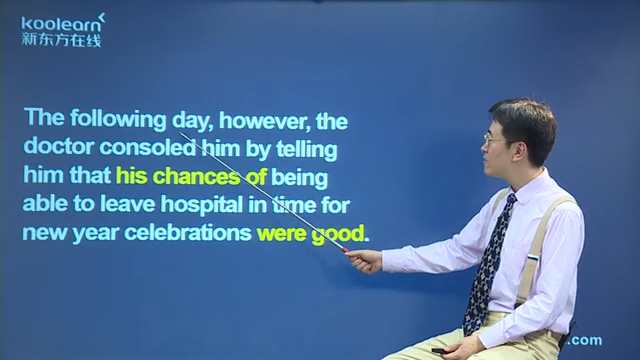 koolearn
新东方在线
The following day, however, the
doctor consoled him by telling
him that his chances of being
able to leave hospital in time for
new year celebrations were good.
.com